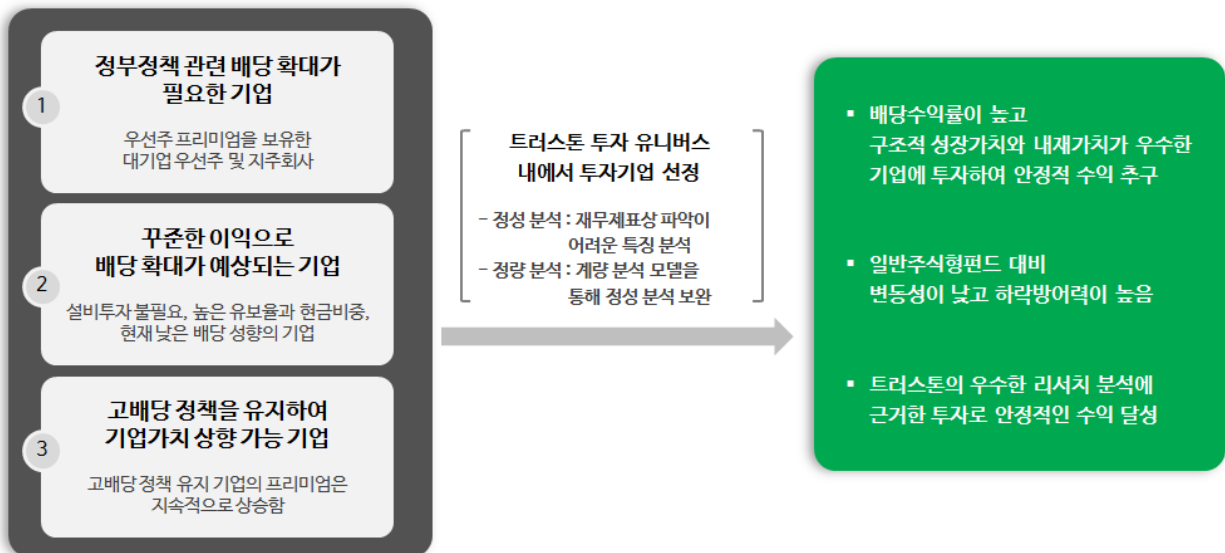 1
정부정책 관련 배당 확대가
필요한 기업
우선주 프리미엄을 보유한
대기업 우선주 및 지주회사
2
꾸준한 이익으로
배당 확대가 예상되는 기업
설비투자 불필요, 높은 유보율과 현금비중,
현재 낮은 배당 성향의 기업
3
고배당 정책을 유지하여
기업가치 상향 가능 기업
고배당 정책 유지 기업의 프리미엄은
지속적으로 상승함
트러스톤 투자 유니버스
내에서 투자기업 선정
- 정성 분석 : 재무제표상 파악이
어려운 특징 분석
- 정량 분석 : 계량 분석 모델을
통해 정성 분석 보완
▪ 배당수익률이 높고
구조적 성장가치와 내재가치가 우수한
기업에 투자하여 안정적 수익 추구
▪ 일반주식형펀드 대비
변동성이 낮고 하락방어력이 높음
▪ 트러스톤의 우수한 리서치 분석에
근거한 투자로 안정적인 수익 달성